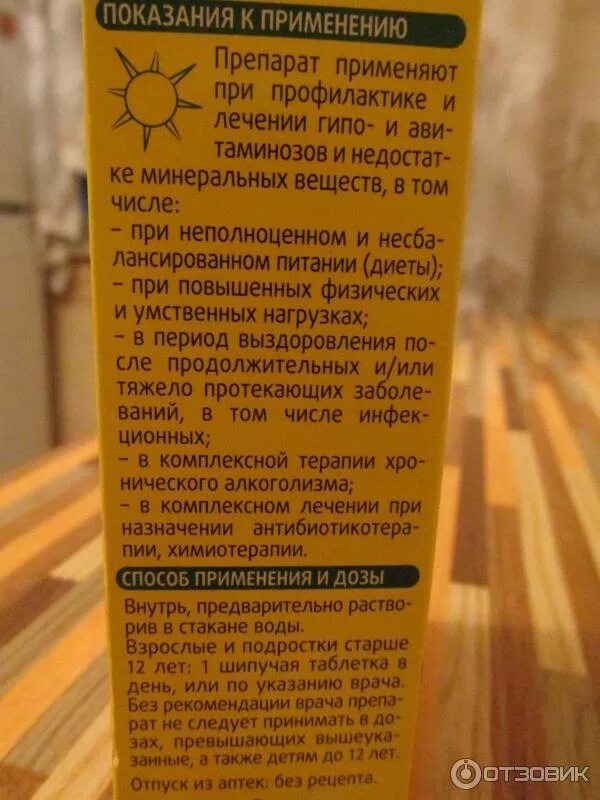 ПОКАЗАНИЯ К ПРИМЕНЕНИЮ
Препарат применяют
при профилактике и
лечении гипо- и ави-
таминозов и недостат-
ке минеральных веществ, в том
числе:
– при неполноценном и несба-
лансированном питании (диеты);
– при повышенных физических
и умственных нагрузках;
– в период выздоровления по-
сле продолжительных и/или
тяжело протекающих заболе-
ваний, в том числе инфек-
ционных;
– в комплексной терапии хро-
нического алкоголизма;
– в комплексном лечении при
назначении антибиотикотера-
пии, химиотерапии.
СПОСОБ ПРИМЕНЕНИЯ И ДОЗЫ
Внутрь, предварительно раство-
рив в стакане воды.
Взрослые и подростки старше
12 лет: 1 шипучая таблетка в
день, или по указанию врача.
Без рекомендации врача препа-
рат не следует принимать в до-
зах, превышающих вышеука-
занные, а также детям до 12 лет.
Отпуск из аптек: без рецепта.
ОТЗОВИК